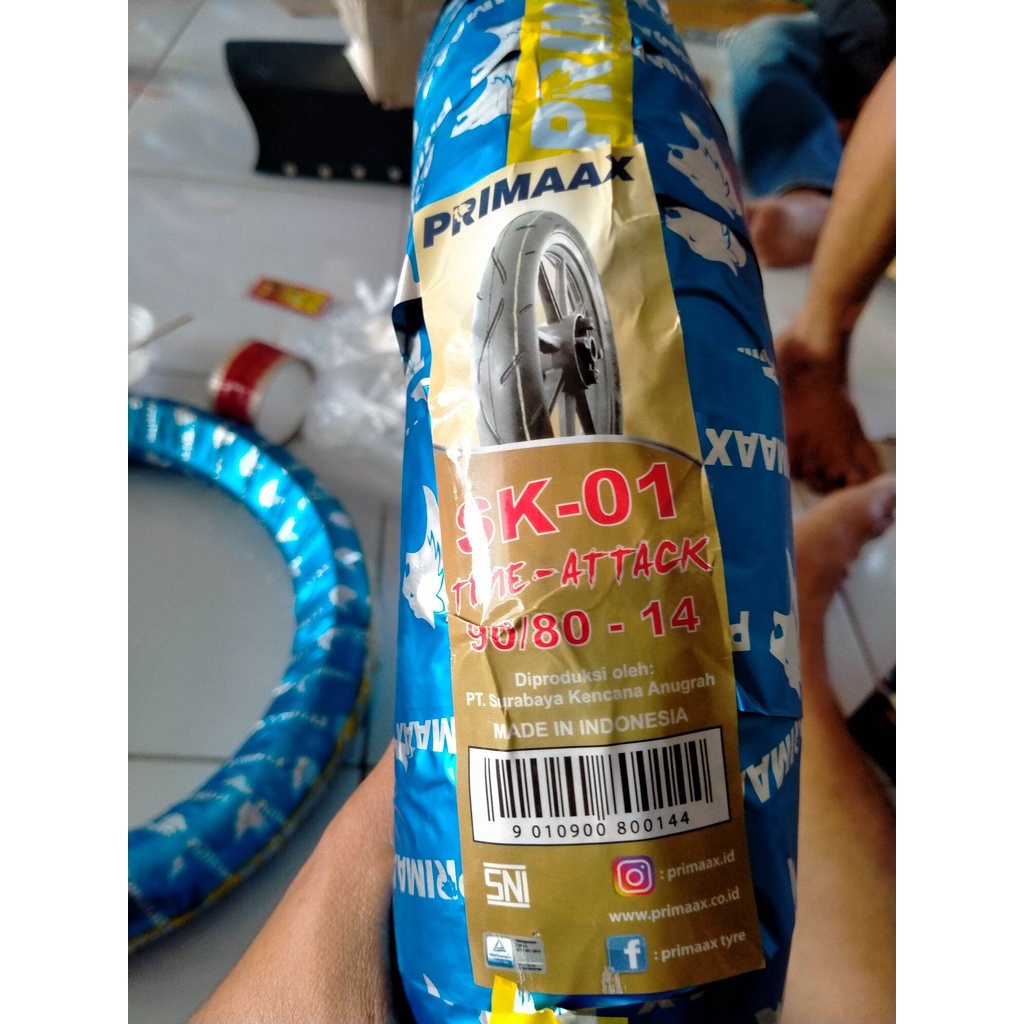 PRIMAAX
SK-01
TIME-ATTACK
90/80 - 14
Diproduksi oleh:
PT. Surabaya Kencana Anugrah
MADE IN INDONESIA
9 010900 800144
SNI
: primaax.id
www.primaax.co.id
: primaax tyre
PRIMAAX